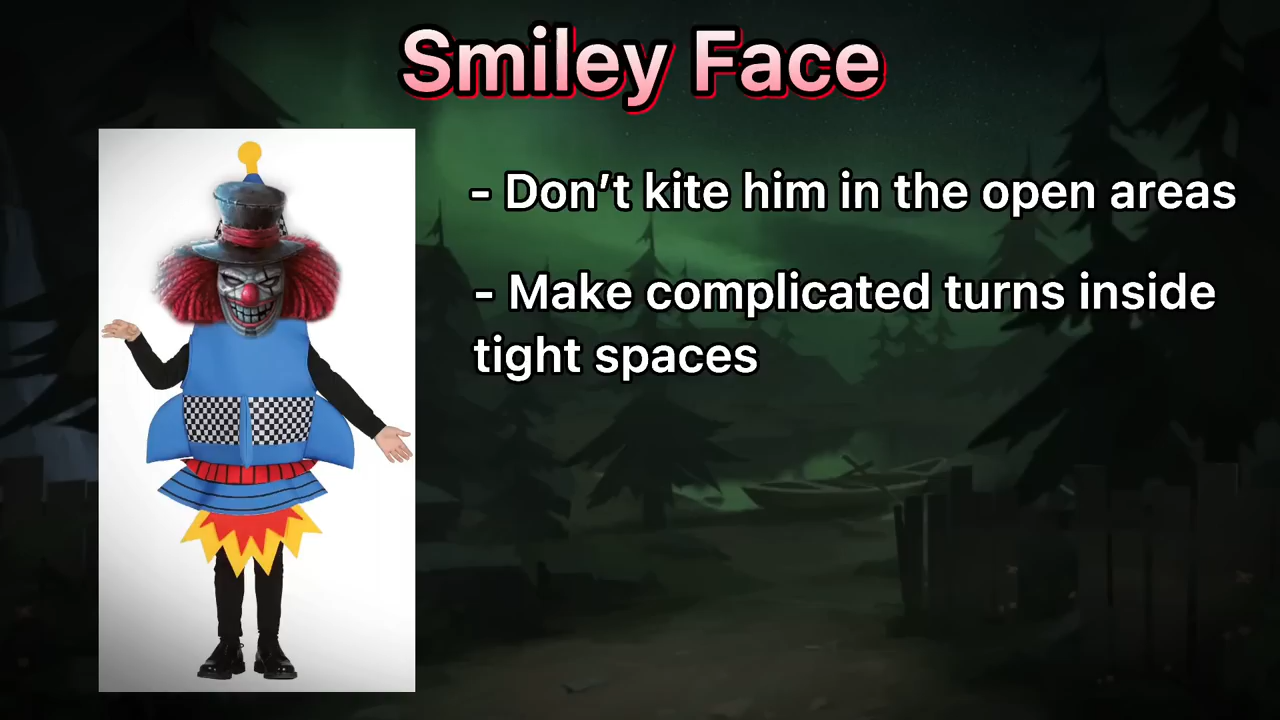 Smiley Face
- Don’t kite him in the open areas
- Make complicated turns inside
tight spaces